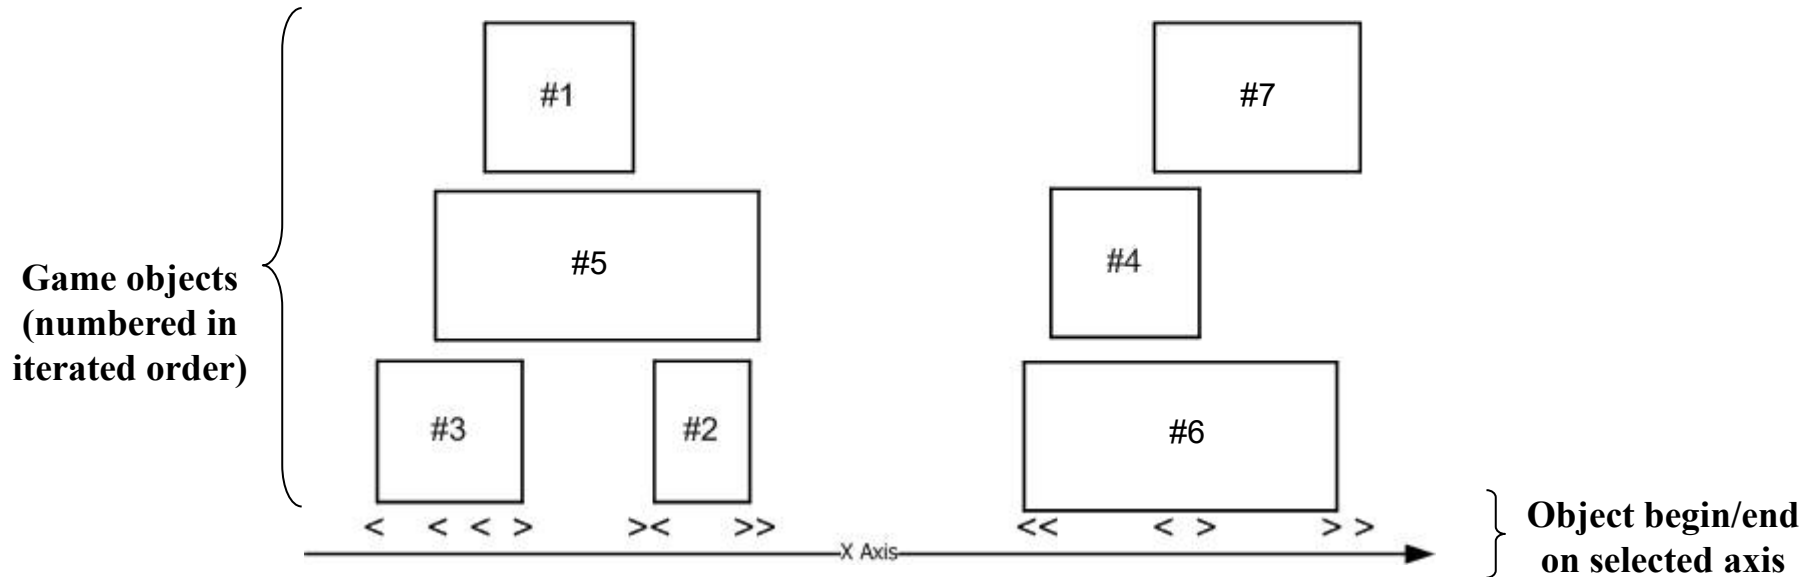 #1
#7
#5
#4
Game objects
(numbered in
iterated order)
#3
#2
#6
< < < > >< >> << < > > >
Object begin/end
on selected axis
X Axis